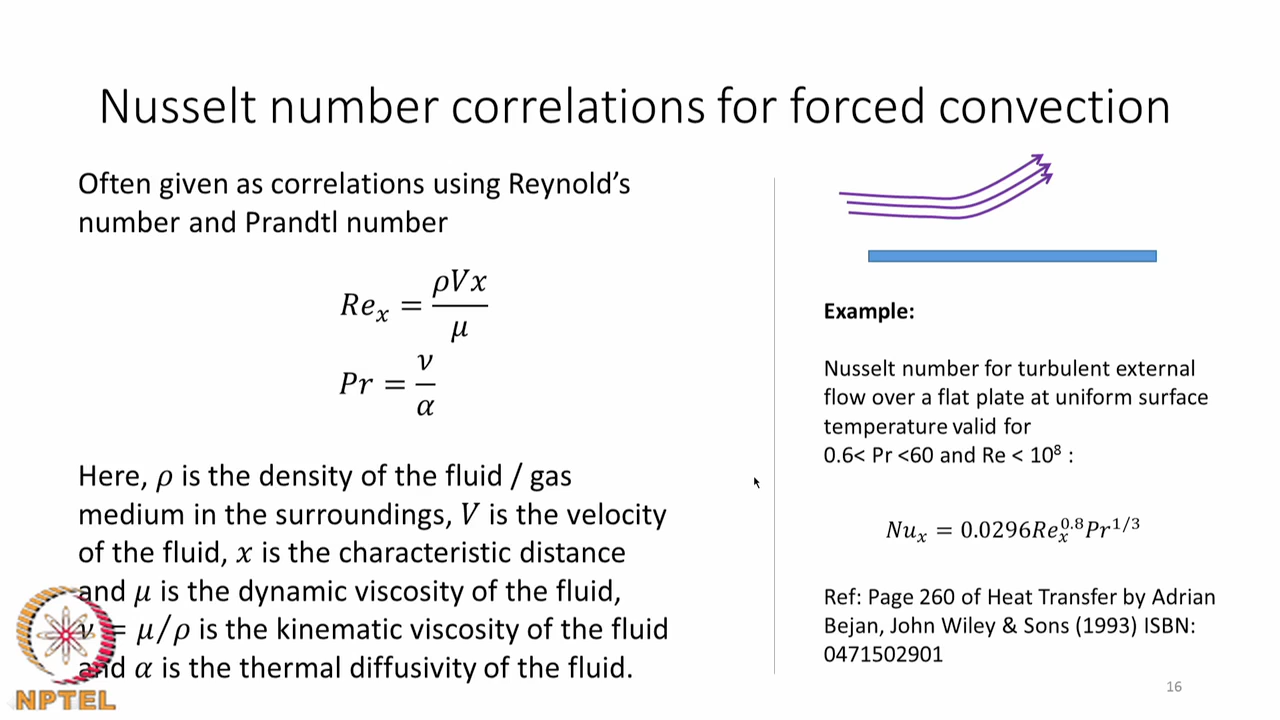 Nusselt number correlations for forced convection
Often given as correlations using Reynold's
number and Prandtl number
Re_x = ρVx/μ
Pr = ν/α
Here, ρ is the density of the fluid / gas
medium in the surroundings, V is the velocity
of the fluid, x is the characteristic distance
and μ is the dynamic viscosity of the fluid,
ν = μ/ρ is the kinematic viscosity of the fluid
and α is the thermal diffusivity of the fluid.
Example:
Nusselt number for turbulent external
flow over a flat plate at uniform surface
temperature valid for
0.6< Pr <60 and Re < 10⁸ :
Nu_x = 0.0296Re_x^0.8 Pr^1/3
Ref: Page 260 of Heat Transfer by Adrian
Bejan, John Wiley & Sons (1993) ISBN:
0471502901
16
NPTEL